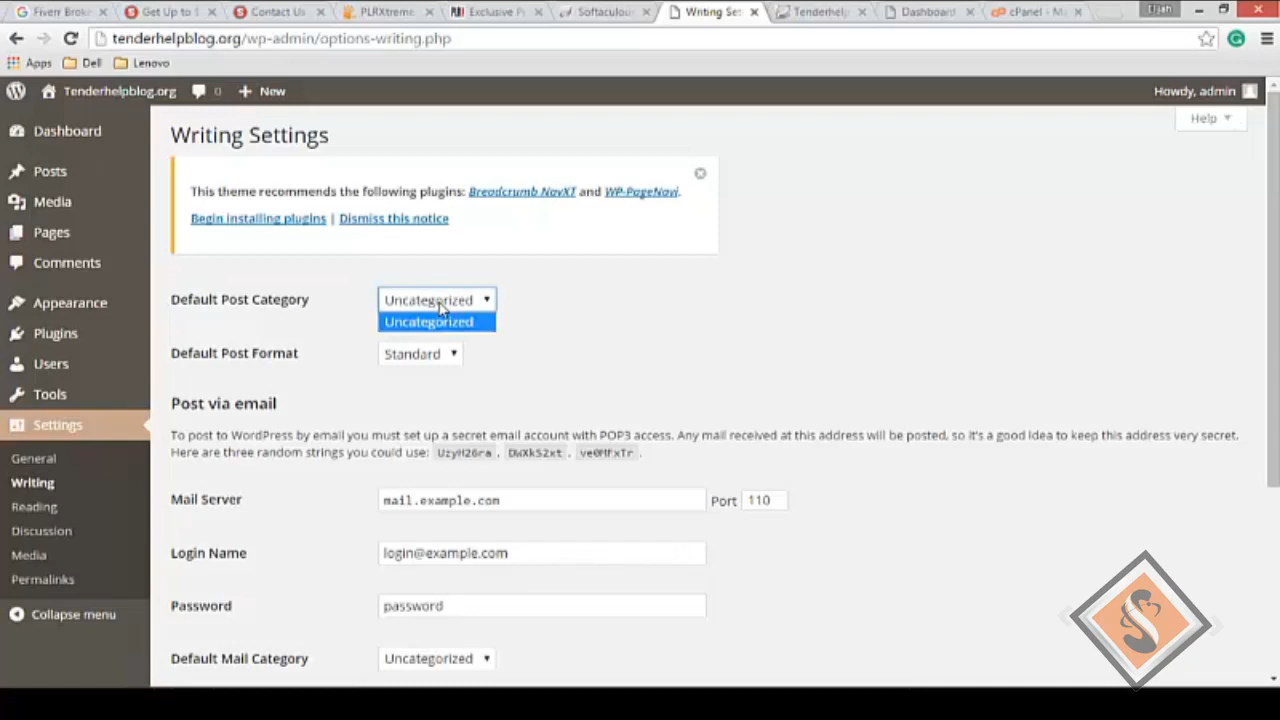 Fiverr Brok
Get Up to 
Contact Us
PLRXtreme
Exclusive P
Softaculou
Writing Set
Tenderhelp
Dashboard
cPanel - M
Elijah
tenderhelpblog.org/wp-admin/options-writing.php
Apps Dell Lenovo
Tenderhelpblog.org 0 + New Howdy, admin
Help
Dashboard
Posts
Media
Pages
Comments
Appearance
Plugins
Users
Tools
Settings
General
Writing
Reading
Discussion
Media
Permalinks
Collapse menu
Writing Settings
This theme recommends the following plugins: Breadcrumb NavXT and WP-PageNavi.
Begin installing plugins | Dismiss this notice
Default Post Category Uncategorized
Uncategorized
Default Post Format Standard
Post via email
To post to WordPress by email you must set up a secret email account with POP3 access. Any mail received at this address will be posted, so it's a good idea to keep this address very secret.
Here are three random strings you could use: , , .
Mail Server mail.example.com Port 110
Login Name login@example.com
Password password
Default Mail Category Uncategorized